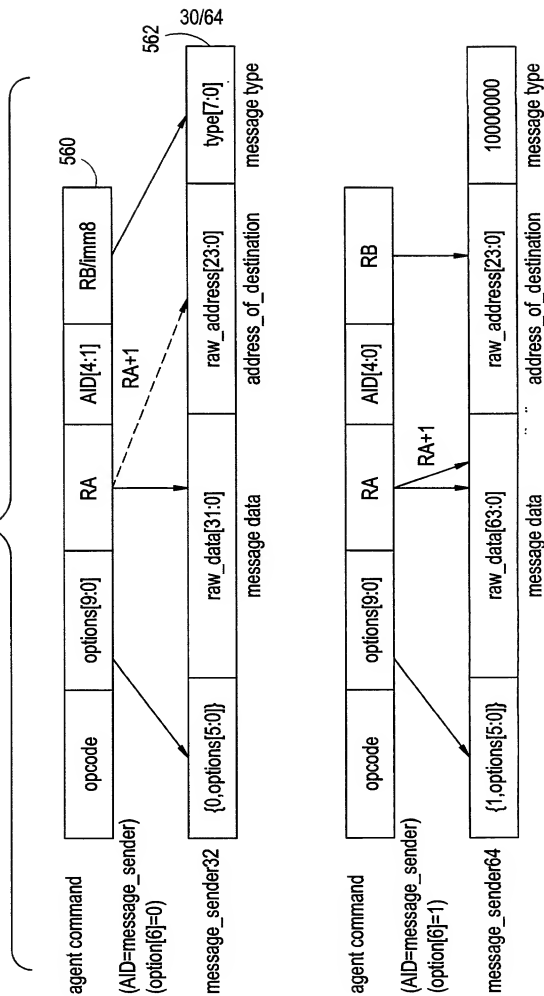 30/64
560
562
agent command
opcode
options[9:0]
RA
AID[4:1]
RB/imm8
(AID=message_sender)
(option[6]=0)
RA+1
message_sender32
{0,options[5:0]}
raw_data[31:0]
raw_address[23:0]
type[7:0]
message data
address_of_destination
message type
agent command
opcode
options[9:0]
RA
AID[4:0]
RB
(AID=message_sender)
(option[6]=1)
RA+1
message_sender64
{1,options[5:0]}
raw_data[63:0]
raw_address[23:0]
10000000
message data
address_of_destination
message type